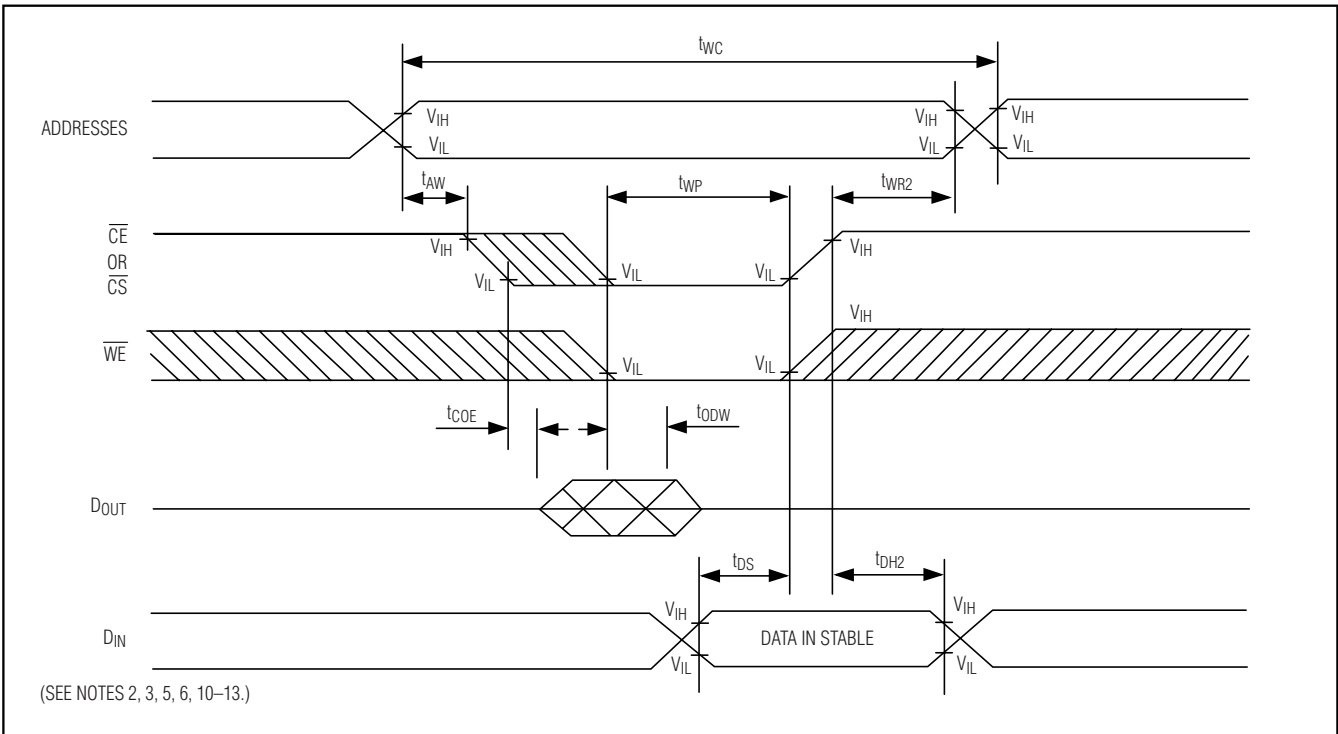 tWC
ADDRESSES
VIH
VIL
VIH
VIL
VIH
VIL
tAW
tWP
tWR2
CE
OR
CS
VIH
VIL
VIL
VIL
VIH
WE
VIL
VIL
VIH
tCOE
tODW
DOUT
tDS
tDH2
DIN
VIH
VIL
DATA IN STABLE
VIH
VIL
(SEE NOTES 2, 3, 5, 6, 10–13.)